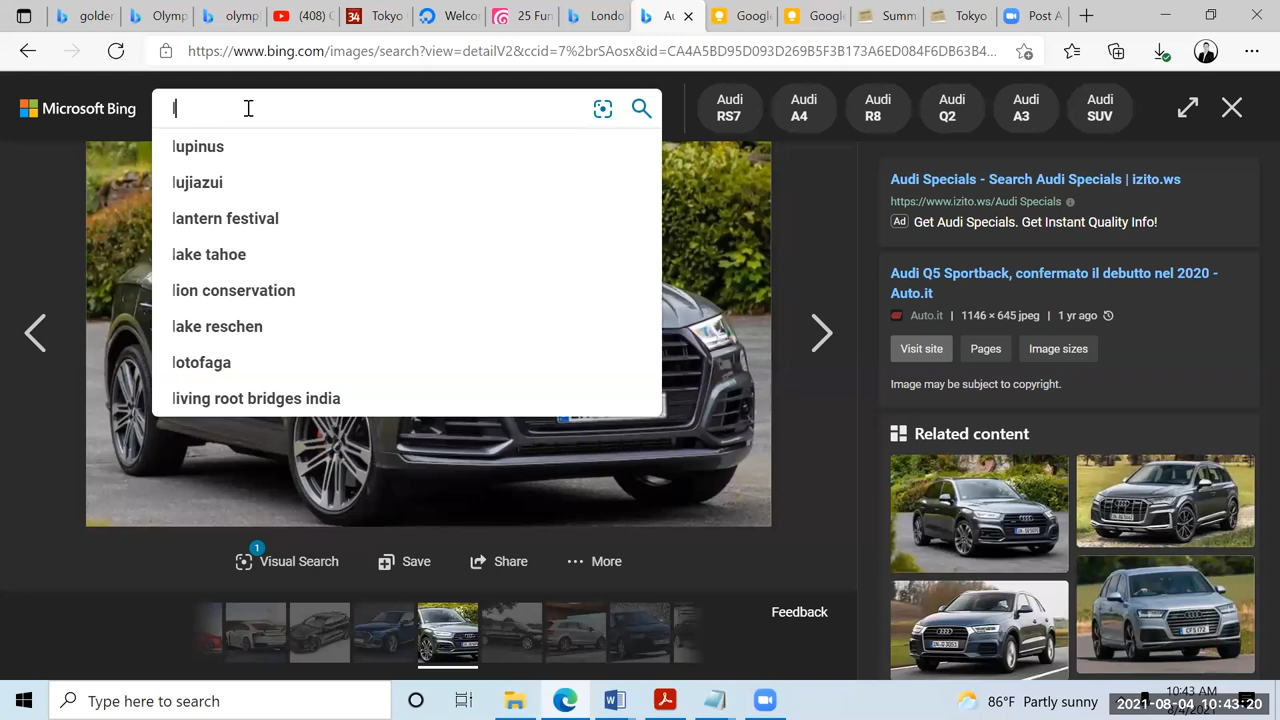 golder
Olymp
olymp
(408) (
34 Tokyo
Welcor
25 Fun
Londo
Au
Google
Google
Summ
Tokyo
Post A
https://www.bing.com/images/search?view=detailV2&ccid=7%2brSAosx&id=CA4A5BD95D093D269B5F3B173A6ED084F6DB63B4...
Microsoft Bing
l
Audi RS7
Audi A4
Audi R8
Audi Q2
Audi A3
Audi SUV
lupinus
lujiazui
lantern festival
lake tahoe
lion conservation
lake reschen
lotofaga
living root bridges india
Audi Specials - Search Audi Specials | izito.ws
https://www.izito.ws/Audi Specials
Ad Get Audi Specials. Get Instant Quality Info!
Audi Q5 Sportback, confermato il debutto nel 2020 -
Auto.it
Auto.it | 1146 × 645 jpeg | 1 yr ago
Visit site Pages Image sizes
Image may be subject to copyright.
Related content
1
Visual Search Save Share More
Feedback
Type here to search
86°F Partly sunny
10:43 AM
2021-08-04 10:43:20